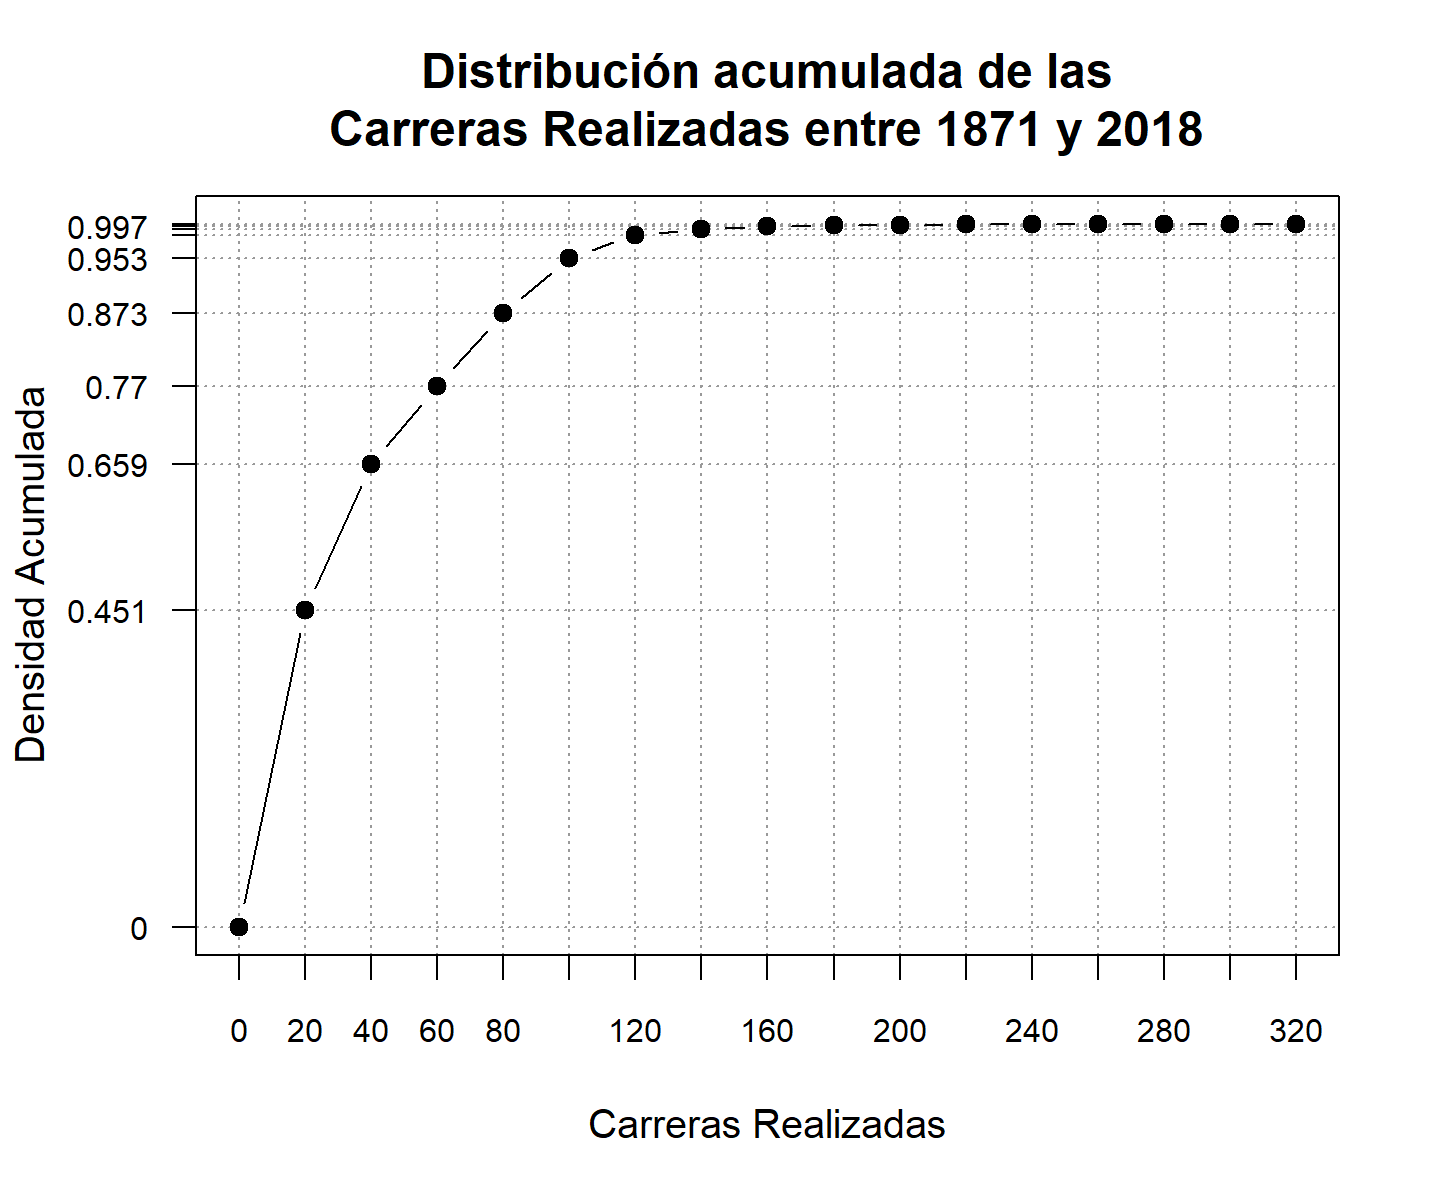 Distribución acumulada de las
Carreras Realizadas entre 1871 y 2018
0.997
0.953
0.873
0.77
0.659
0.451
0
Densidad Acumulada
0 20 40 60 80 120 160 200 240 280 320
Carreras Realizadas